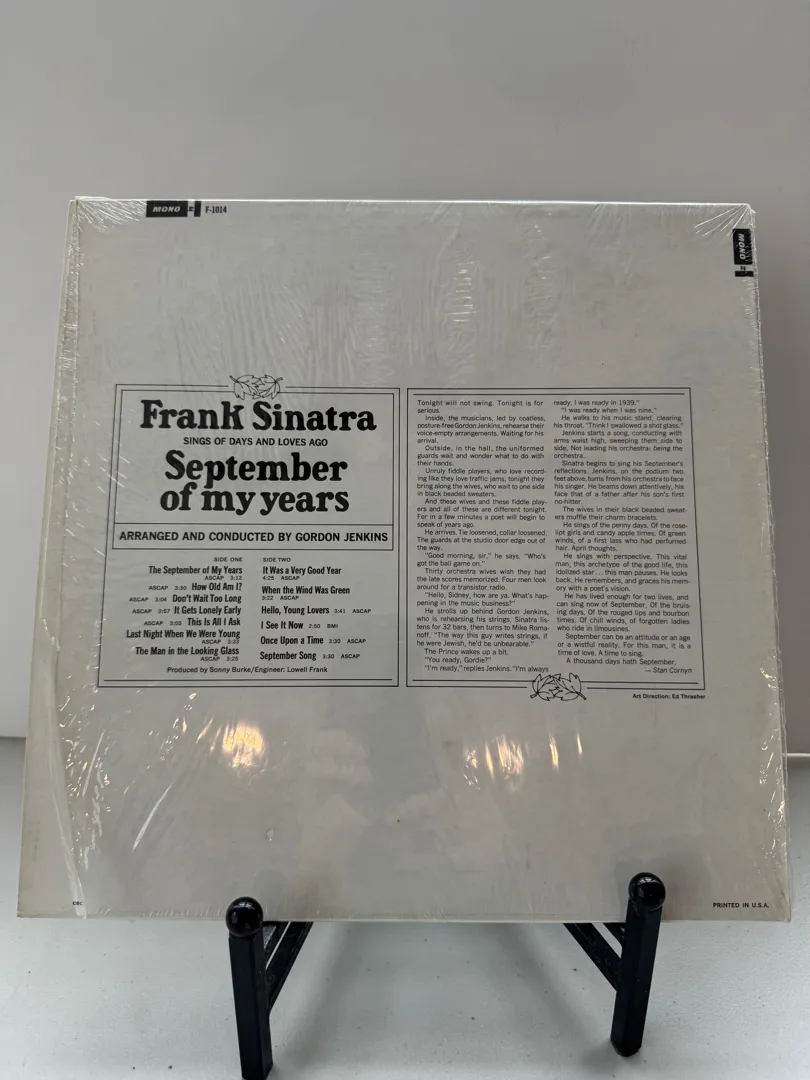 MONO F-1014
MONO
Frank Sinatra
SINGS OF DAYS AND LOVES AGO
September
of my years
ARRANGED AND CONDUCTED BY GORDON JENKINS
SIDE ONE
The September of My Years
ASCAP 3:12
ASCAP 3:30 How Old Am I?
ASCAP 3:04 Don't Wait Too Long
ASCAP 2:57 It Gets Lonely Early
ASCAP 3:03 This Is All I Ask
Last Night When We Were Young
ASCAP 3:33
The Man in the Looking Glass
ASCAP 3:25
SIDE TWO
It Was a Very Good Year
4:25 ASCAP
When the Wind Was Green
3:22 ASCAP
Hello, Young Lovers 3:41 ASCAP
I See It Now 2:50 BMI
Once Upon a Time 3:30 ASCAP
September Song 3:30 ASCAP
Produced by Sonny Burke/Engineer: Lowell Frank
Tonight will not swing. Tonight is for
serious.
Inside, the musicians, led by coatless,
posture-free Gordon Jenkins, rehearse their
voice-empty arrangements. Waiting for his
arrival.
Outside, in the hall, the uniformed
guards wait and wonder what to do with
their hands.
Unruly fiddle players, who love record-
ing like they love traffic jams, tonight they
bring along the wives, who wait to one side
in black beaded sweaters.
And these wives and these fiddle play-
ers and all of these are different tonight.
For in a few minutes a poet will begin to
speak of years ago.
He arrives. Tie loosened, collar loosened.
The guards at the studio door edge out of
the way.
"Good morning, sir," he says. "Who's
got the ball game on."
Thirty orchestra wives wish they had
the late scores memorized. Four men look
around for a transistor radio.
"Hello, Sidney, how are ya. What's hap-
pening in the music business?"
He strolls up behind Gordon Jenkins,
who is rehearsing his strings. Sinatra lis-
tens for 32 bars, then turns to Mike Roma-
noff. "The way this guy writes strings, if
he were Jewish, he'd be unbearable."
The Prince wakes up a bit.
"You ready, Gordie?"
"I'm ready," replies Jenkins. "I'm always
ready. I was ready in 1939."
"I was ready when I was nine."
He walks to his music stand, clearing
his throat. "Think I swallowed a shot glass."
Jenkins starts a song, conducting with
arms waist high, sweeping them side to
side. Not leading his orchestra: being the
orchestra.
Sinatra begins to sing his September's
reflections. Jenkins, on the podium two
feet above, turns from his orchestra to face
his singer. He beams down attentively, his
face that of a father after his son's first
no-hitter.
The wives in their black beaded sweat-
ers muffle their charm bracelets.
He sings of the penny days. Of the rose-
lipt girls and candy apple times. Of green
winds, of a first lass who had perfumed
hair. April thoughts.
He sings with perspective. This vital
man, this archetype of the good life, this
idolized star... this man pauses. He looks
back. He remembers, and graces his mem-
ory with a poet's vision.
He has lived enough for two lives, and
can sing now of September. Of the bruis-
ing days. Of the rouged lips and bourbon
times. Of chill winds, of forgotten ladies
who ride in limousines.
September can be an attitude or an age
or a wistful reality. For this man, it is a
time of love. A time to sing.
A thousand days hath September.
— Stan Cornyn
Art Direction: Ed Thrasher
PRINTED IN U.S.A.